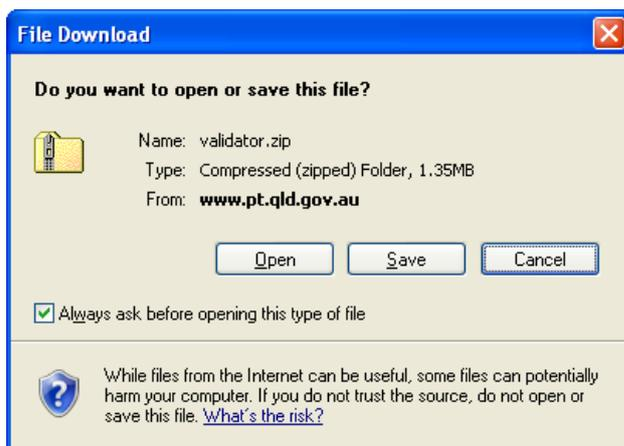 File Download
Do you want to open or save this file?
Name: validator.zip
Type: Compressed (zipped) Folder, 1.35MB
From: www.pt.qld.gov.au
Open Save Cancel
Always ask before opening this type of file
While files from the Internet can be useful, some files can potentially
harm your computer. If you do not trust the source, do not open or
save this file. What's the risk?